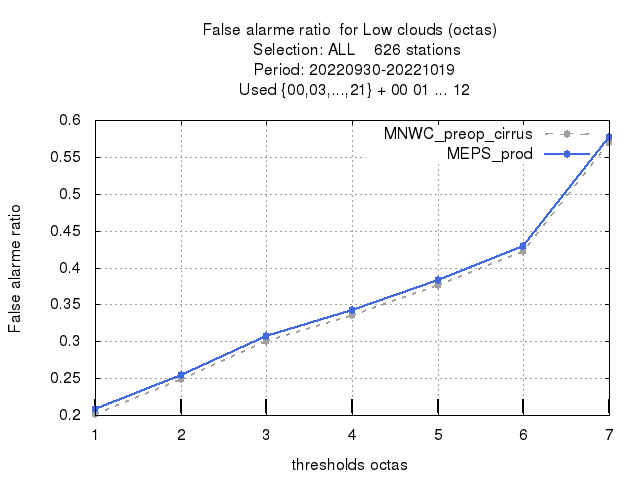 False alarme ratio  for Low clouds (octas)
Selection: ALL    626 stations
Period: 20220930-20221019
Used {00,03,...,21} + 00 01 ... 12
MNWC_preop_cirrus
MEPS_prod
0.6
0.55
0.5
0.45
0.4
0.35
0.3
0.25
0.2
False alarme ratio
1 2 3 4 5 6 7
thresholds octas